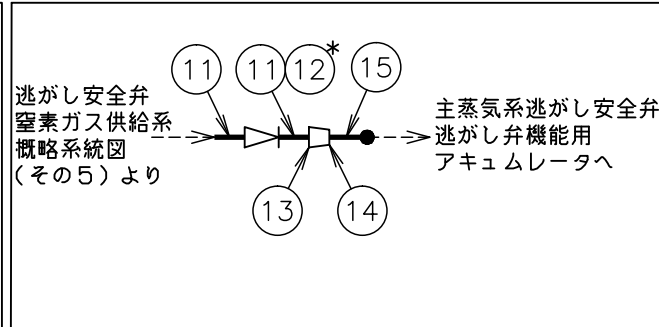 11
11
12
*
15
逃がし安全弁
窒素ガス供給系
概略系統図
(その5)より
主蒸気系逃がし安全弁
逃がし弁機能用
アキュムレータへ
13
14